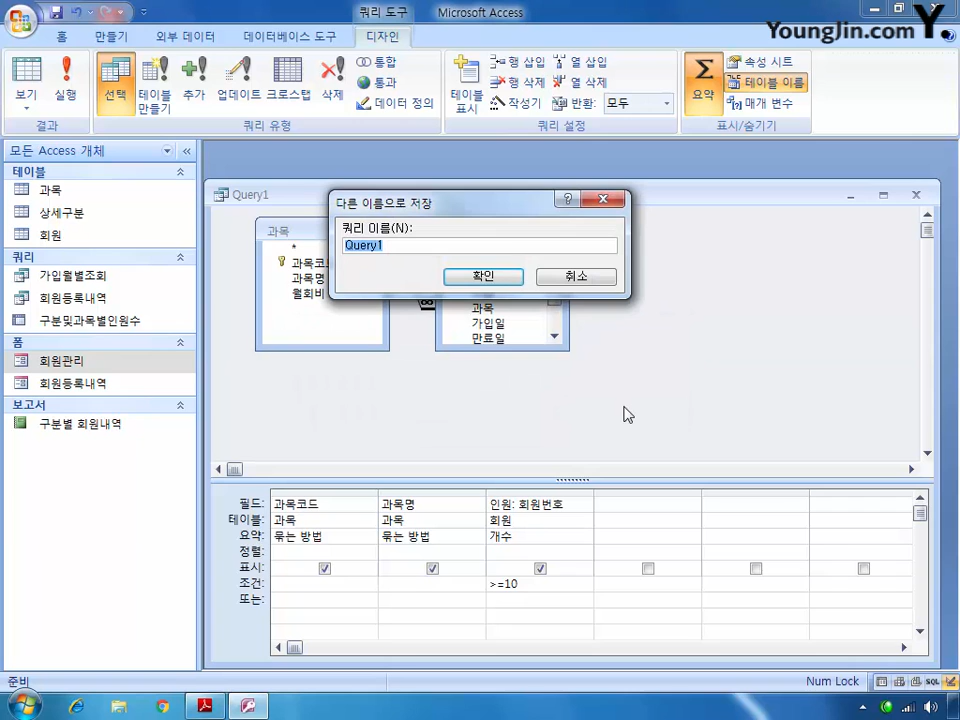 쿼리 도구
Microsoft Access
YoungJin.com Y.
홈
만들기
외부 데이터
데이터베이스 도구
디자인
보기
실행
결과
선택
테이블
만들기
추가
업데이트
크로스탭
삭제
통합
통과
데이터 정의
쿼리 유형
테이블
표시
행 삽입
행 삭제
작성기
열 삽입
열 삭제
반환: 모두
쿼리 설정
Σ
요약
속성 시트
테이블 이름
매개 변수
표시/숨기기
모든 Access 개체
테이블
과목
상세구분
회원
쿼리
가입월별조회
회원등록내역
구분및과목별인원수
폼
회원관리
회원등록내역
보고서
구분별 회원내역
Query1
다른 이름으로 저장
쿼리 이름(N):
Query1
확인
취소
과목
*
과목코
과목명
월회비
과목
가입일
만료일
필드: 과목코드 과목명 인원: 회원번호
테이블: 과목 과목 회원
요약: 묶는 방법 묶는 방법 개수
정렬:
표시:
조건: >=10
또는:
준비
Num Lock
SQL